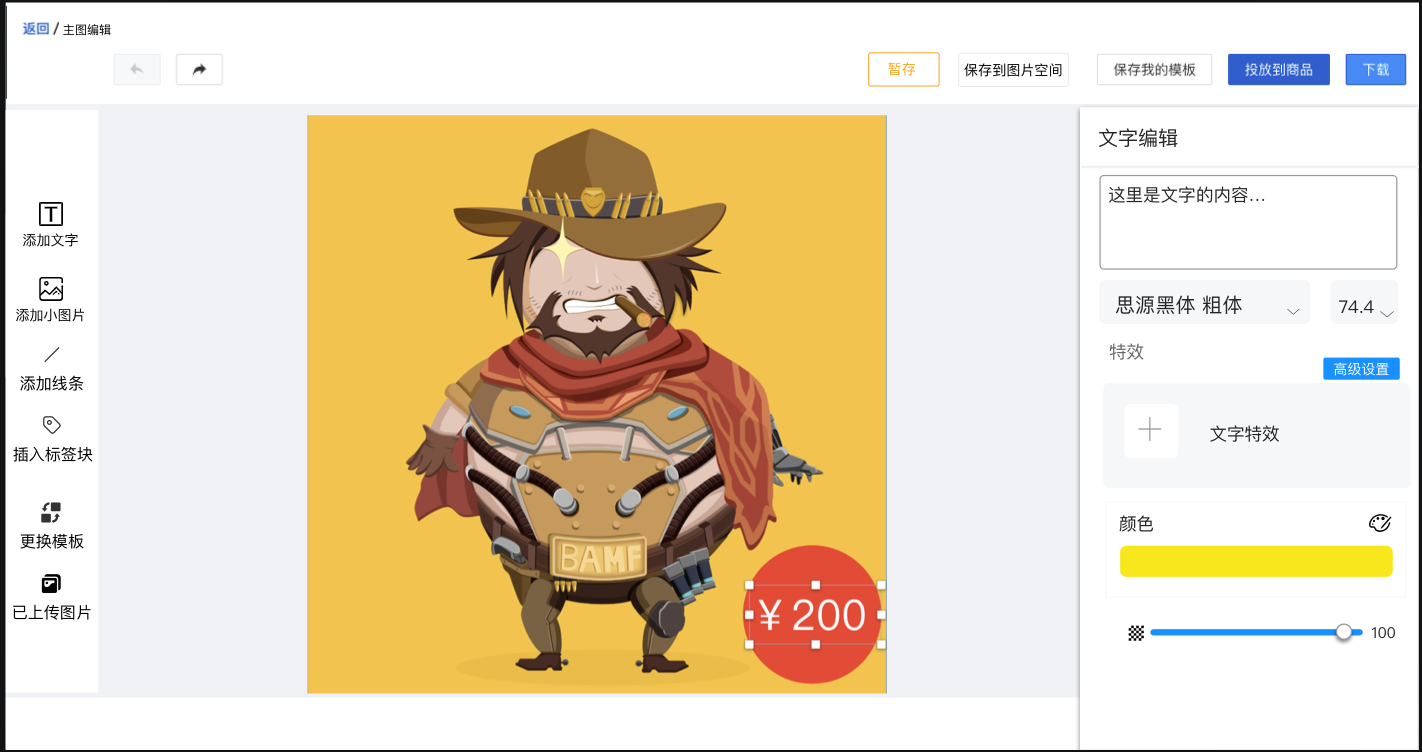 返回 / 主图编辑
暂存
保存到图片空间
保存我的模板
投放到商品
下载
添加文字
添加小图片
添加线条
插入标签块
更换模板
已上传图片
BAMF
¥ 200
文字编辑
这里是文字的内容...
思源黑体 粗体
74.4
特效
高级设置
文字特效
颜色
100